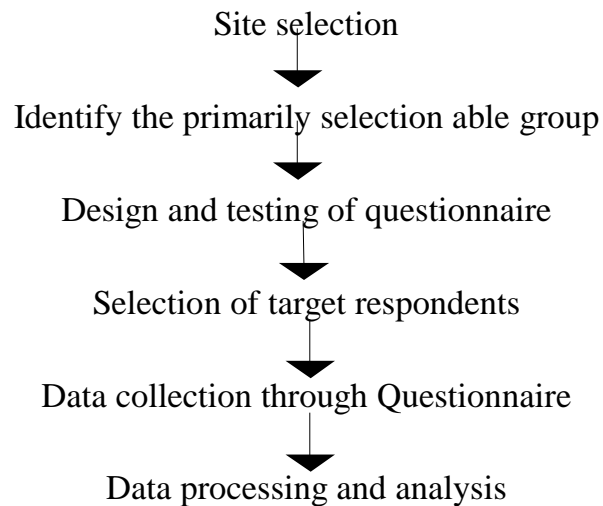 Site selection
Identify the primarily selection able group
Design and testing of questionnaire
Selection of target respondents
Data collection through Questionnaire
Data processing and analysis